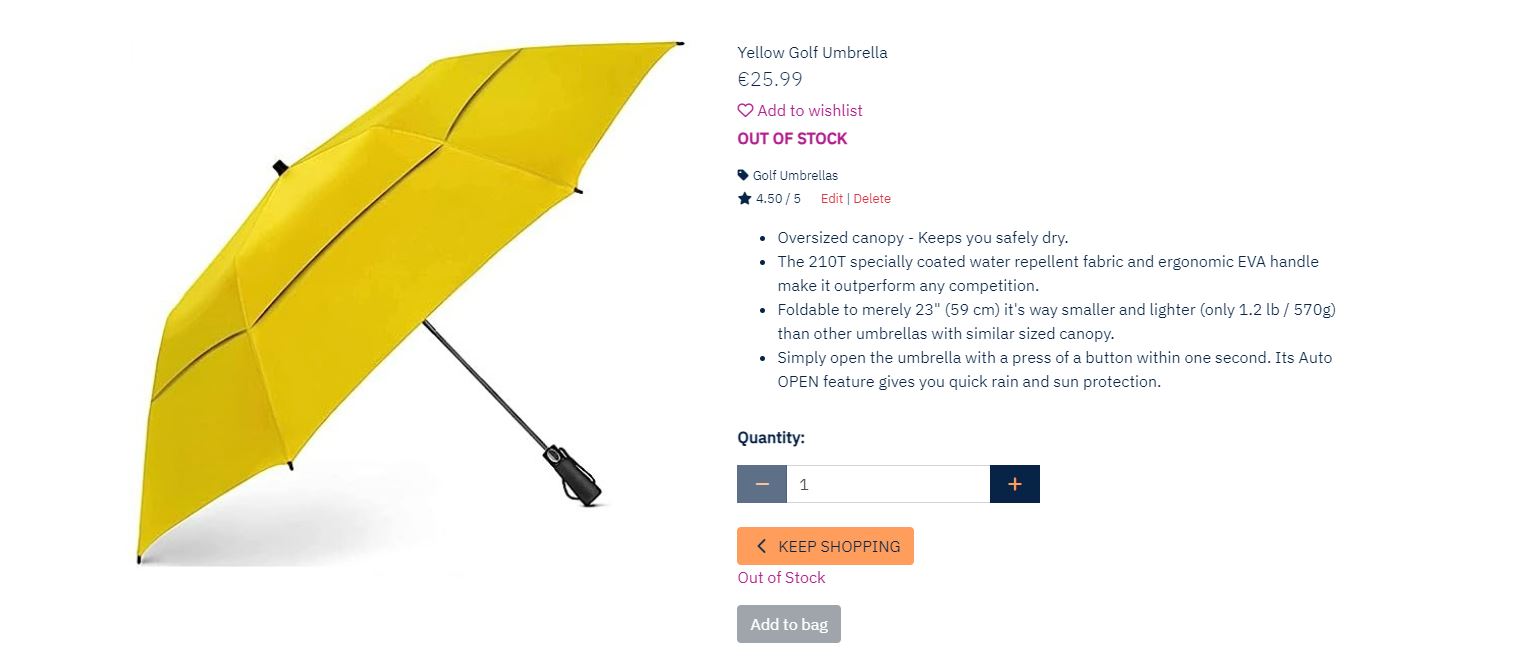 Yellow Golf Umbrella
€25.99
Add to wishlist
OUT OF STOCK
Golf Umbrellas
4.50 / 5 Edit | Delete
Oversized canopy - Keeps you safely dry.
The 210T specially coated water repellent fabric and ergonomic EVA handle
make it outperform any competition.
Foldable to merely 23" (59 cm) it's way smaller and lighter (only 1.2 lb / 570g)
than other umbrellas with similar sized canopy.
Simply open the umbrella with a press of a button within one second. Its Auto
OPEN feature gives you quick rain and sun protection.
Quantity:
− 1 +
KEEP SHOPPING
Out of Stock
Add to bag